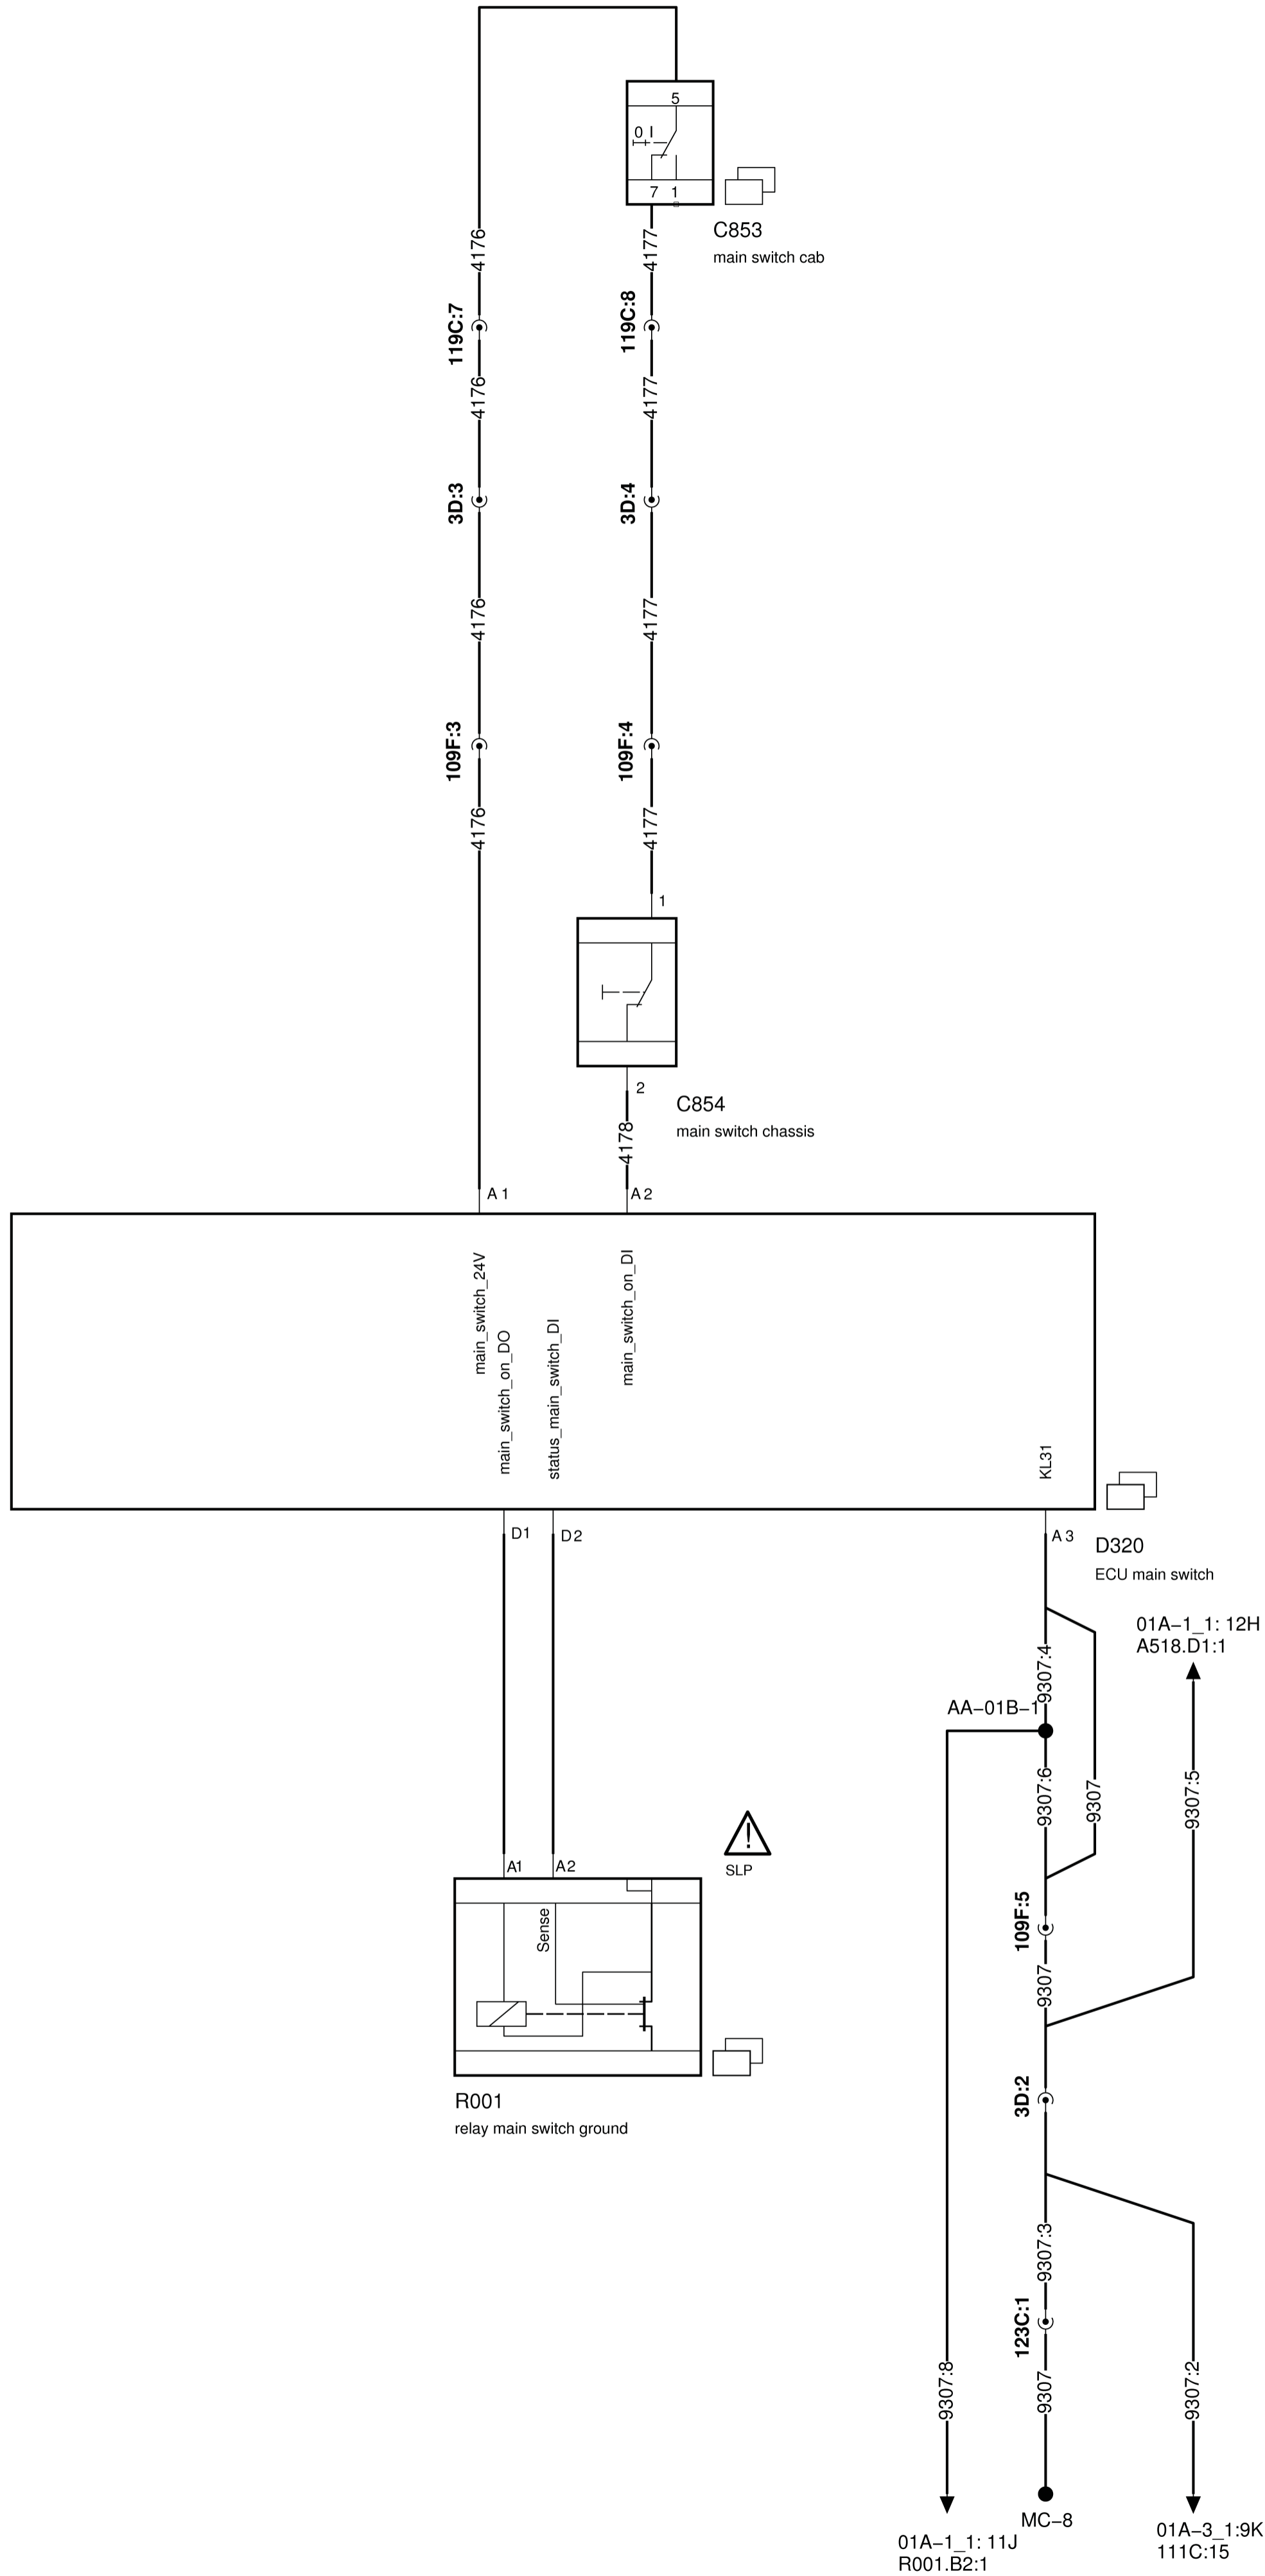 5
0 I
7 1
C853
main switch cab
4176
4177
119C:7
119C:8
4176
4177
3D:3
3D:4
4176
4177
109F:3
109F:4
4176
4177
1
2
C854
main switch chassis
4178
A 1
A 2
main_switch_24V
main_switch_on_DO
status_main_switch_DI
main_switch_on_DI
KL31
D1
D2
A 3
D320
ECU main switch
01A–1_1: 12H
A518.D1:1
9307:4
AA–01B–1
9307:6
9307
9307:5
SLP
A1
A2
Sense
109F:5
9307
R001
relay main switch ground
3D:2
9307:3
123C:1
9307:8
9307
9307:2
MC–8
01A–1_1: 11J
R001.B2:1
01A–3_1:9K
111C:15